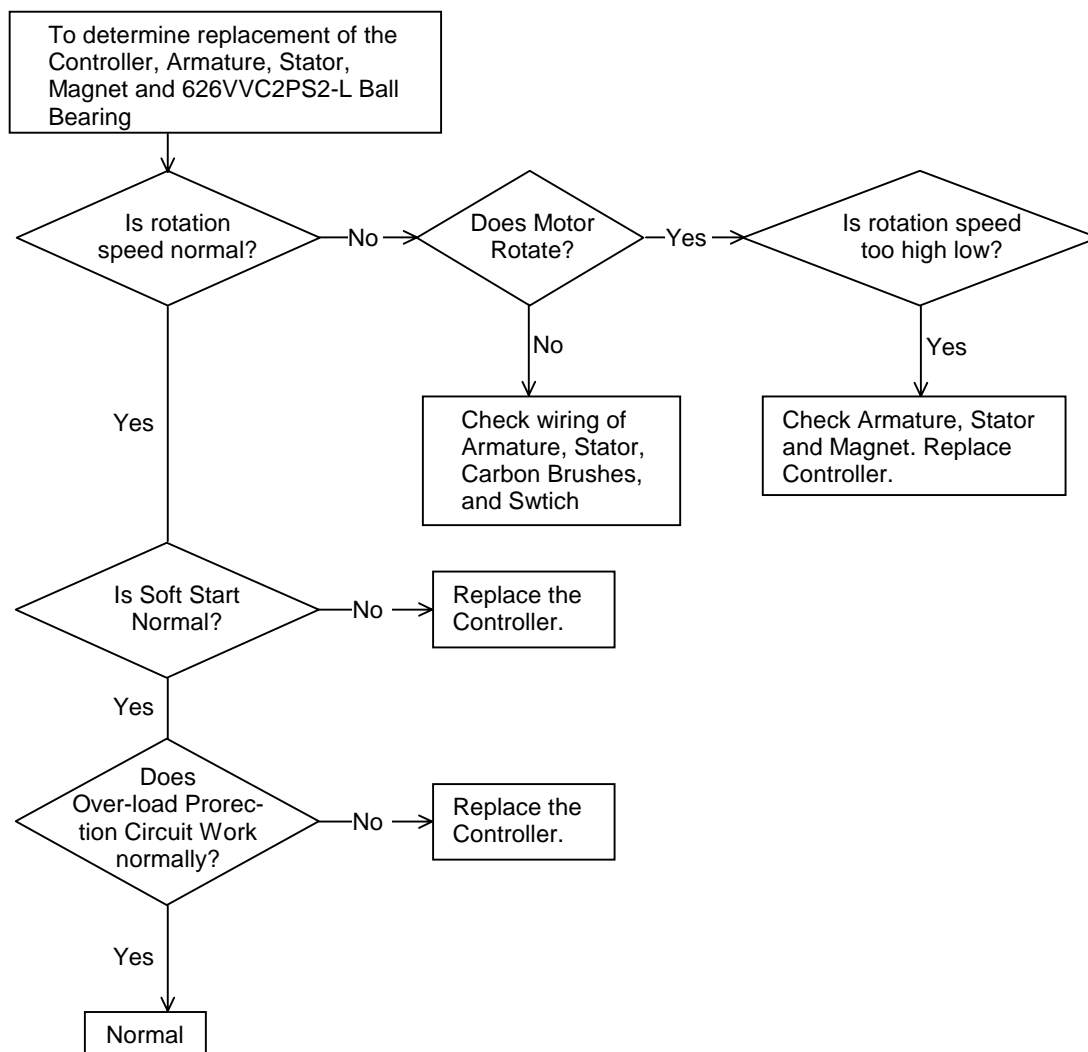 To determine replacement of the
Controller, Armature, Stator,
Magnet and 626VVC2PS2-L Ball
Bearing
Is rotation
speed normal?
No
Does Motor
Rotate?
Yes
Is rotation speed
too high low?
No
Yes
Yes
Check wiring of
Armature, Stator,
Carbon Brushes,
and Swtich
Check Armature, Stator
and Magnet. Replace
Controller.
Is Soft Start
Normal?
No
Replace the
Controller.
Yes
Does
Over-load Prorec-
tion Circuit Work
normally?
No
Replace the
Controller.
Yes
Normal